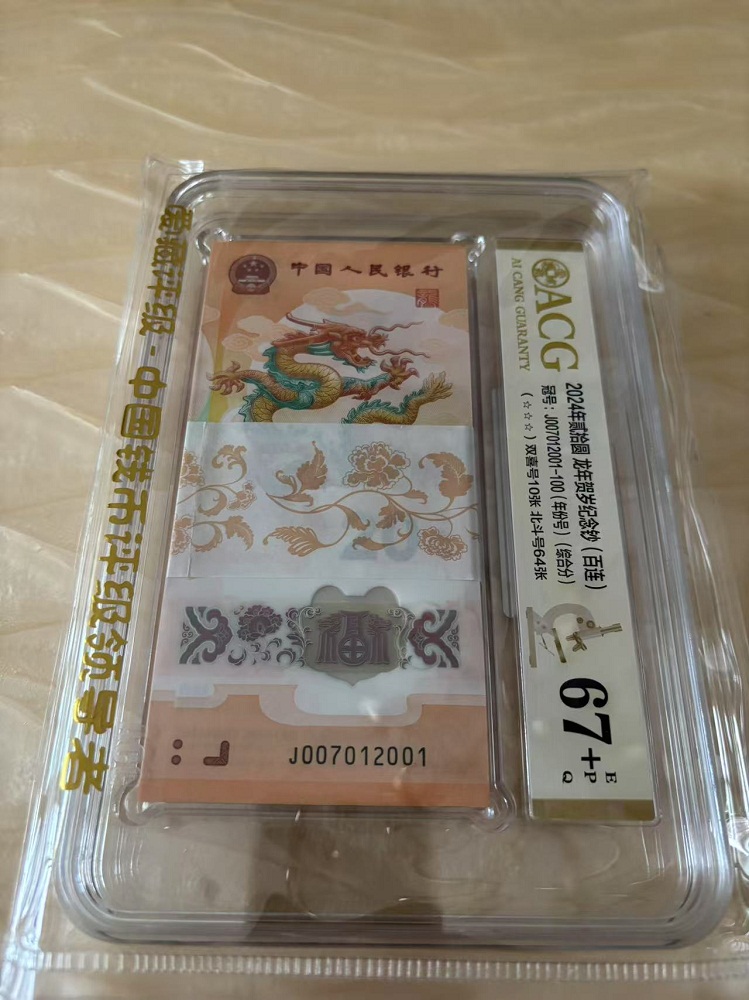 爱藏评级-中国钱币评级领导者
中国人民银行
福
J007012001
ACG
AI CANG GUARANTY
2024年贰拾圆 龙年贺岁纪念钞（百连）
冠号：J007012001-100（年份号）（综合分）
（☆☆☆）双喜号10张 北斗号64张
67+
E
P
Q